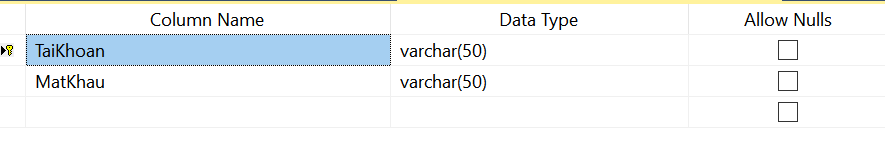 Column Name Data Type Allow Nulls
TaiKhoan varchar(50)
MatKhau varchar(50)